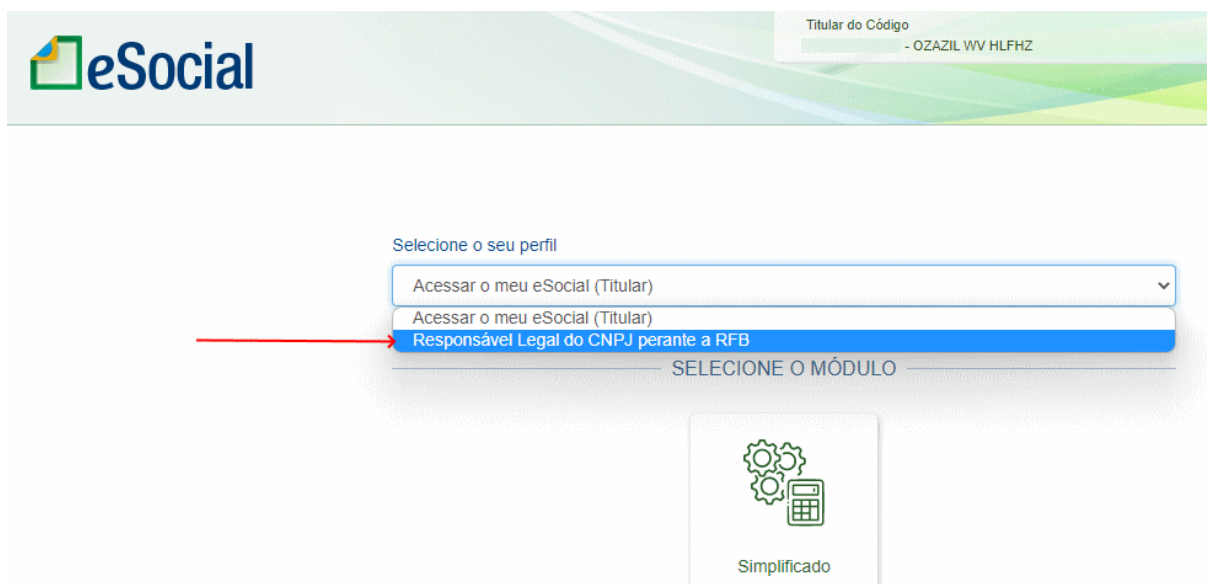 eSocial
Titular do Código
- OZAZIL WV HLFHZ
Selecione o seu perfil
Acessar o meu eSocial (Titular)
Acessar o meu eSocial (Titular)
Responsável Legal do CNPJ perante a RFB
SELECIONE O MÓDULO
Simplificado